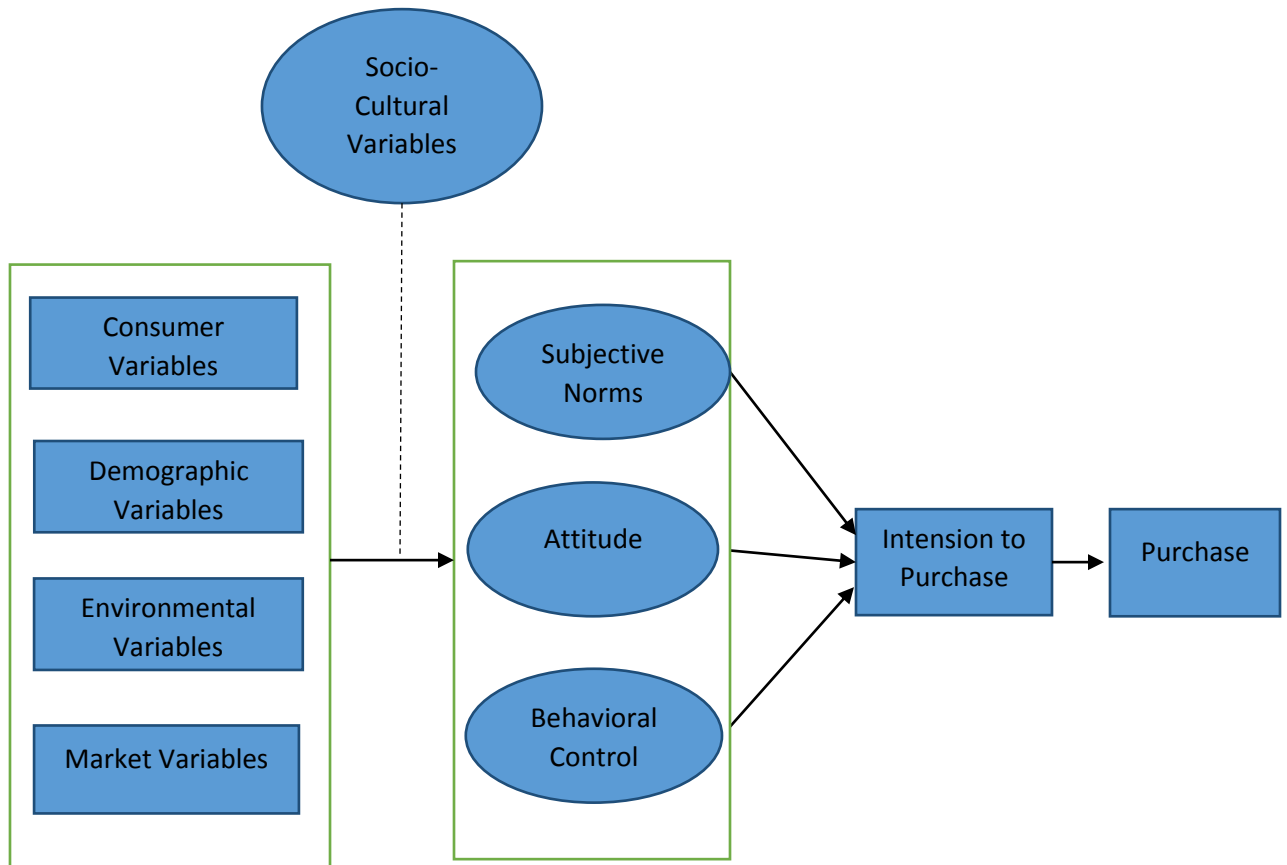 Socio-
Cultural
Variables
Consumer
Variables
Demographic
Variables
Environmental
Variables
Market Variables
Subjective
Norms
Attitude
Behavioral
Control
Intension to
Purchase
Purchase